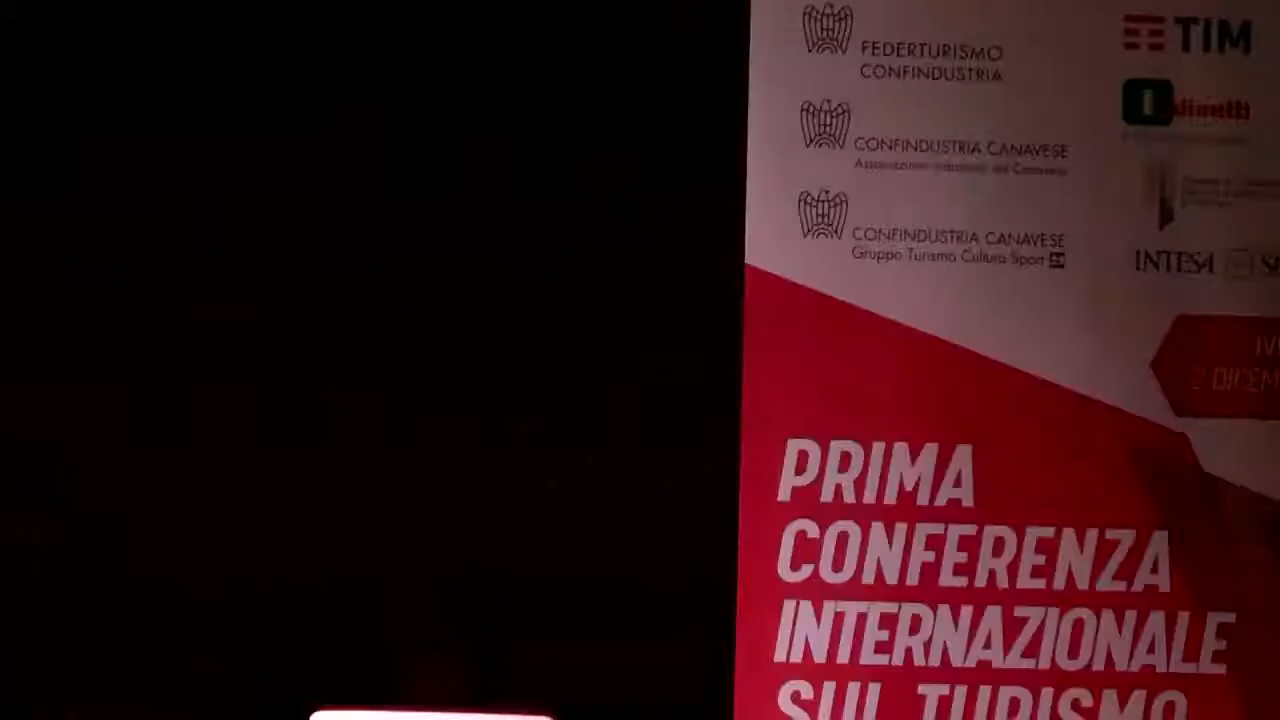 FEDERTURISMO
CONFINDUSTRIA
CONFINDUSTRIA CANAVESE
CONFINDUSTRIA CANAVESE
Gruppo Turismo Cultura Sport
TIM
INTESA
PRIMA
CONFERENZA
INTERNAZIONALE
SUL TURISMO